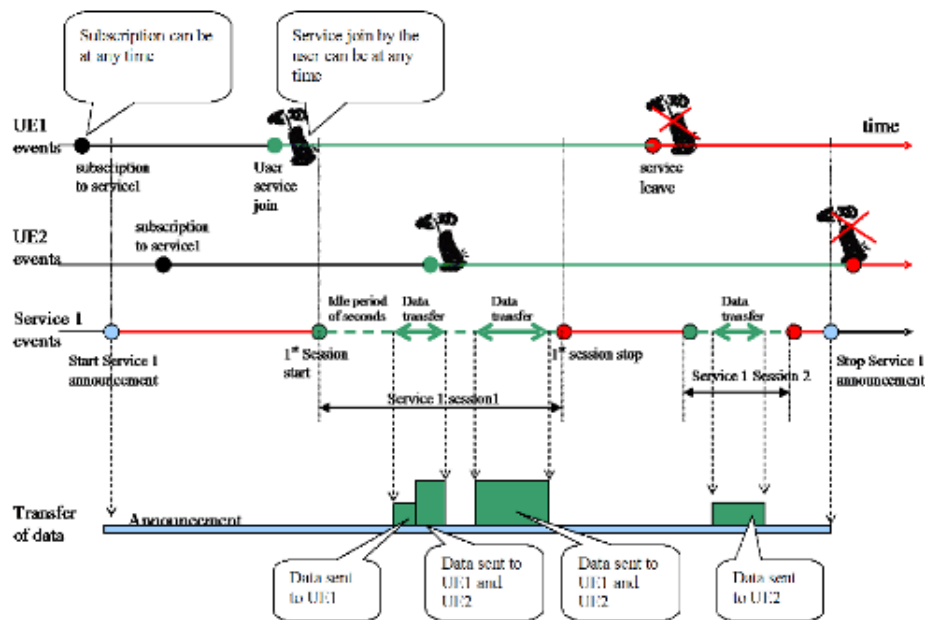 Subscription can be
at any time
Service join by the
user can be at any
time
UE1
events
time
subscription
to service1
User
service
join
service
leave
subscription
to service1
UE2
events
Idle period
of seconds
Data
transfer
Data
transfer
Data
transfer
Service 1
events
Start Service 1
announcement
1st Session
start
1st session stop
Stop Service 1
announcement
Service 1 Session 2
Service 1 session1
Transfer
of data
Announcement
Data sent
to UE1
Data sent to
UE1 and
UE2
Data sent to
UE1 and
UE2
Data sent
to UE2